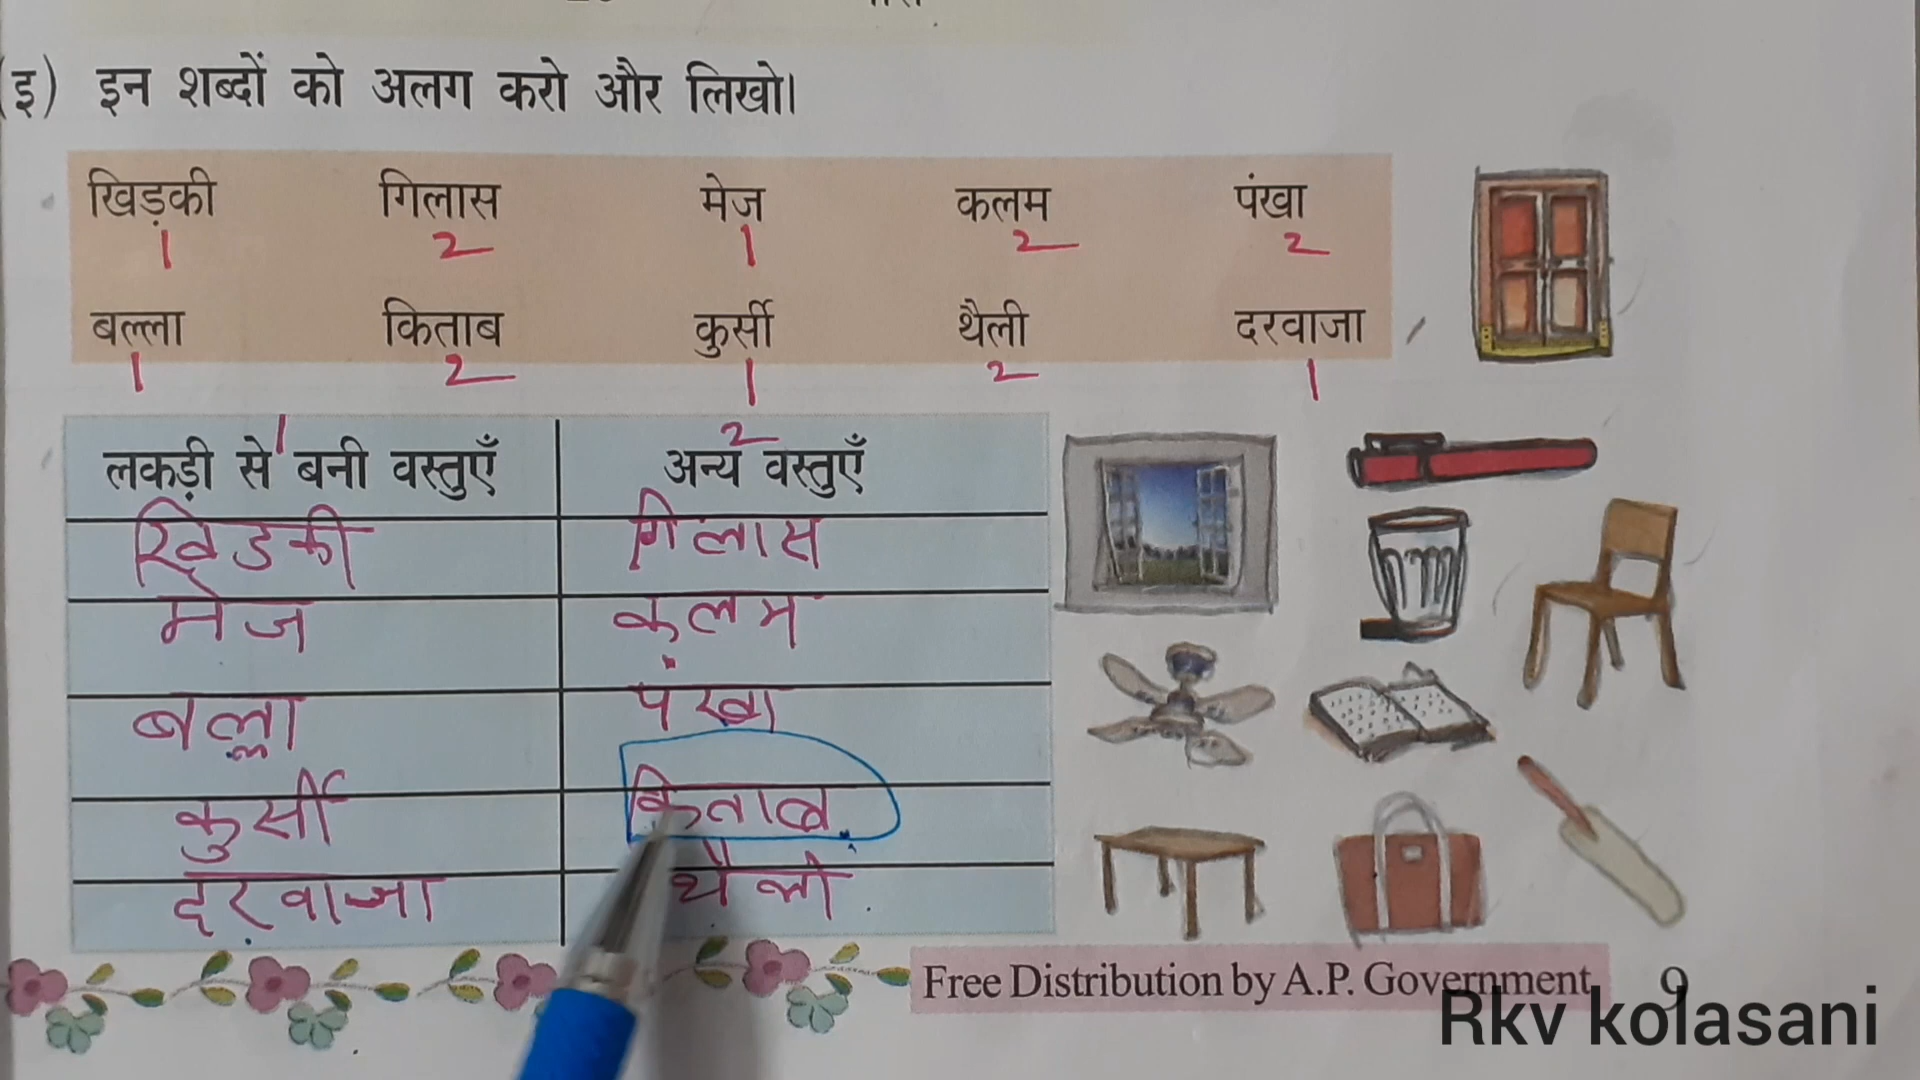 (इ) इन शब्दों को अलग करो और लिखो।
खिड़की गिलास मेज कलम पंखा
1 2 1 2 2
बल्ला किताब कुर्सी थैली दरवाजा
1 2 1 2 1
1 2
लकड़ी से बनी वस्तुएँ अन्य वस्तुएँ
खिडकी गिलास
मेज कलम
बल्ला पंखा
कुर्सी किताब
दरवाजा थैली
Free Distribution by A.P. Government 9
Rkv kolasani